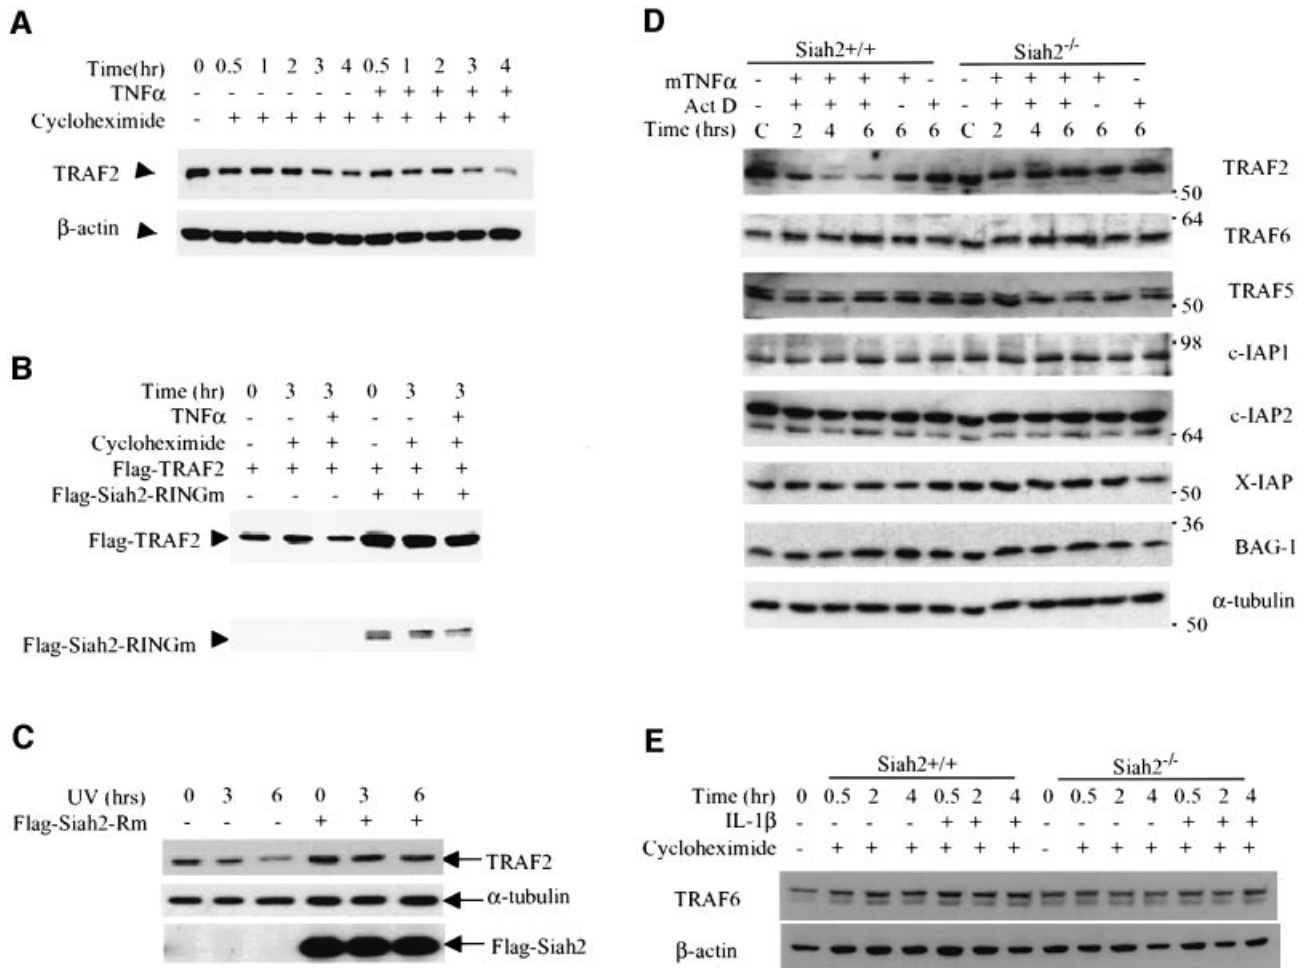 A
Time(hr) 0 0.5 1 2 3 4 0.5 1 2 3 4
TNFα - - - - - - + + + + +
Cycloheximide - + + + + + + + + + +
TRAF2
β-actin
B
Time (hr) 0 3 3 0 3 3
TNFα - - + - - +
Cycloheximide - + + - + +
Flag-TRAF2 + + + + + +
Flag-Siah2-RINGm - - - + + +
Flag-TRAF2
Flag-Siah2-RINGm
C
UV (hrs) 0 3 6 0 3 6
Flag-Siah2-Rm - - - + + +
TRAF2
α-tubulin
Flag-Siah2
D
Siah2+/+ Siah2-/-
mTNFα - + + + + - - + + + + -
Act D - + + + - + - + + + - +
Time (hrs) C 2 4 6 6 6 C 2 4 6 6 6
TRAF2
50
64
TRAF6
TRAF5
50
98
c-IAP1
c-IAP2
64
X-IAP
50
36
BAG-1
α-tubulin
50
E
Siah2+/+ Siah2-/-
Time (hr) 0 0.5 2 4 0.5 2 4 0 0.5 2 4 0.5 2 4
IL-1β - - - - + + + - - - - + + +
Cycloheximide - + + + + + + - + + + + + +
TRAF6
β-actin